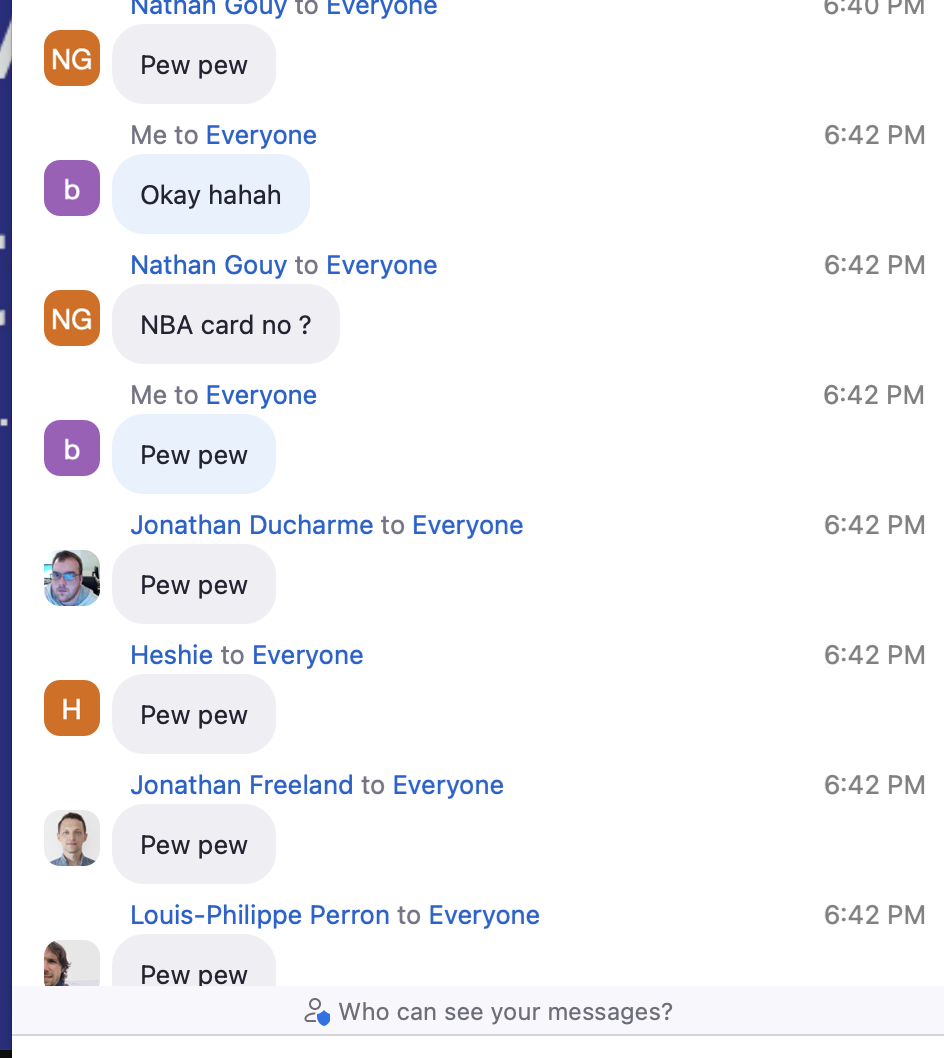 Nathan Gouy to Everyone 6:40 PM
NG
Pew pew
Me to Everyone 6:42 PM
b
Okay hahah
Nathan Gouy to Everyone 6:42 PM
NG
NBA card no ?
Me to Everyone 6:42 PM
b
Pew pew
Jonathan Ducharme to Everyone 6:42 PM
Pew pew
Heshie to Everyone 6:42 PM
H
Pew pew
Jonathan Freeland to Everyone 6:42 PM
Pew pew
Louis-Philippe Perron to Everyone 6:42 PM
Pew pew
Who can see your messages?